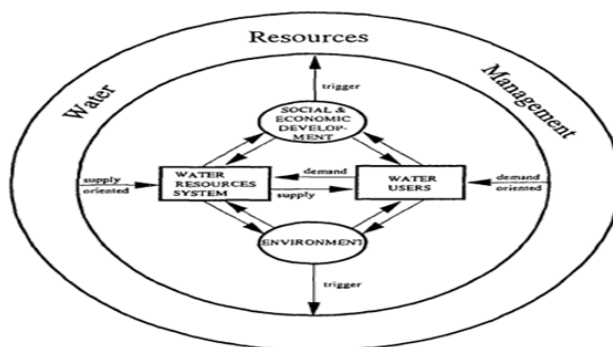 Resources
Water
Management
trigger
SOCIAL &
ECONOMIC
DEVELOP-
MENT
supply
oriented
WATER
RESOURCES
SYSTEM
demand
supply
WATER
USERS
demand
oriented
ENVIRONMENT
trigger